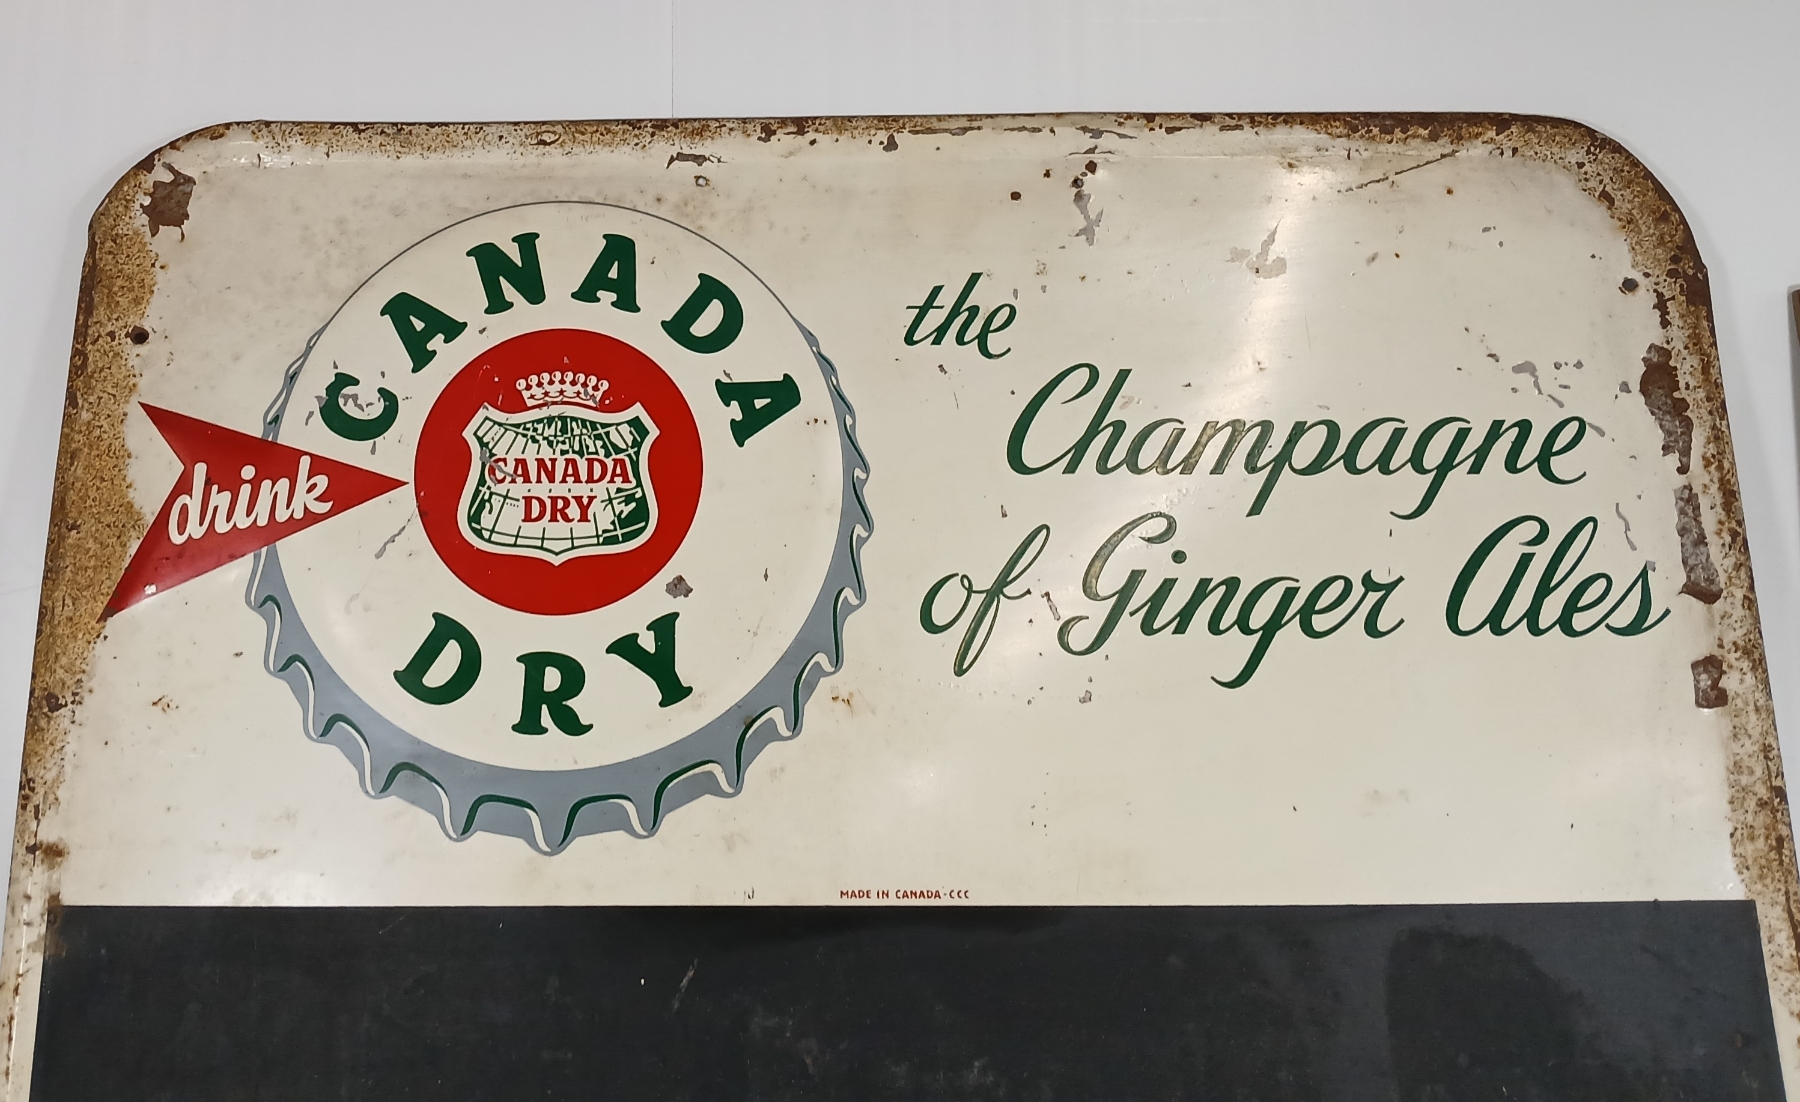 drink
CANADA
CANADA
DRY
DRY
the
Champagne
of Ginger Ales
MADE IN CANADA-CCC